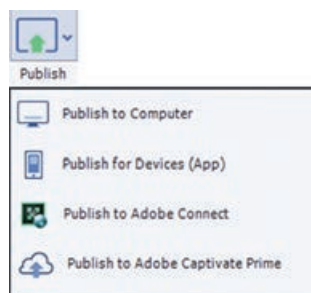 Publish
Publish to Computer
Publish for Devices (App)
Publish to Adobe Connect
Publish to Adobe Captivate Prime